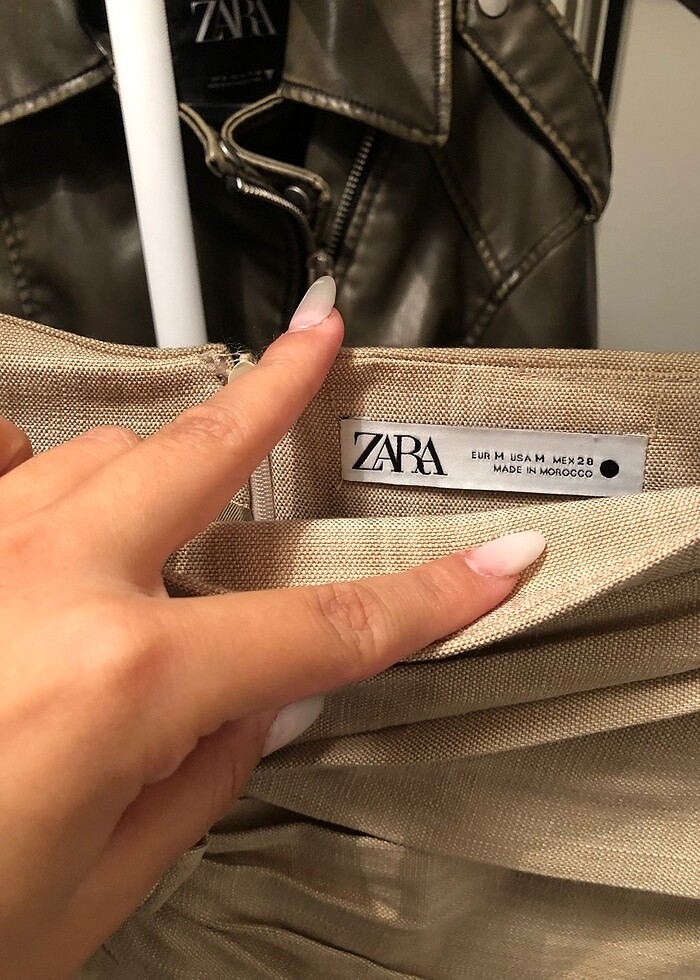 ZARA
ZARA
EUR M USA M MEX 28
MADE IN MOROCCO